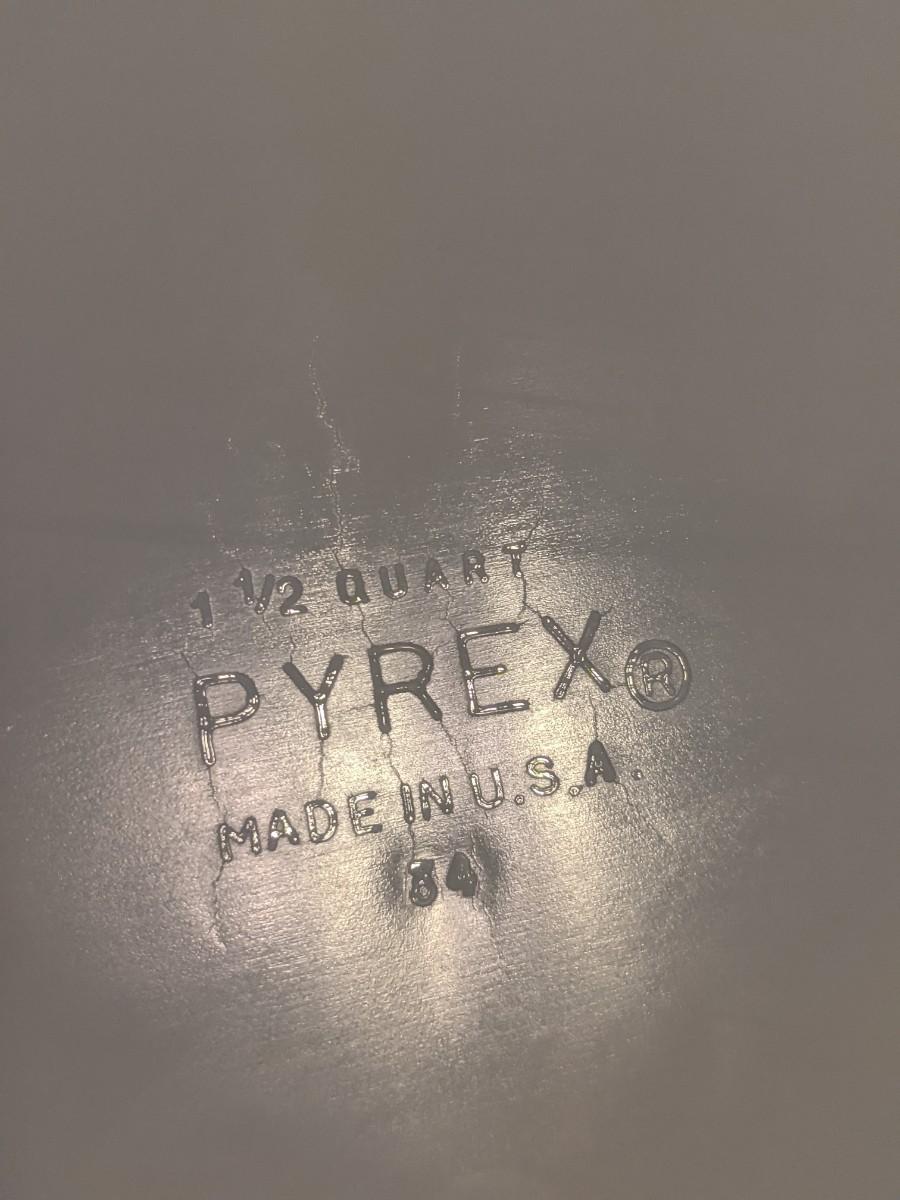 1 1/2 QUART
PYREX®
MADE IN U.S.A.
34